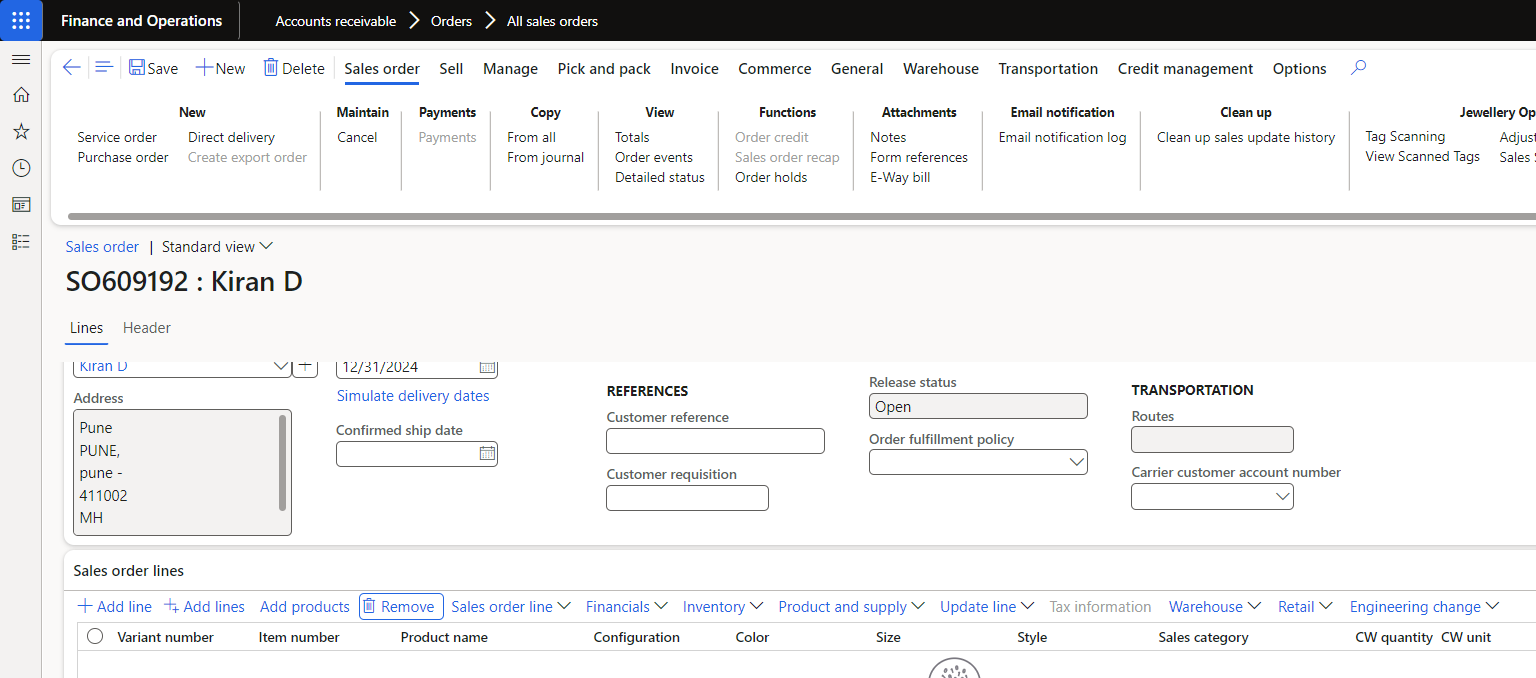 Finance and Operations
Accounts receivable Orders All sales orders
Save New Delete Sales order Sell Manage Pick and pack Invoice Commerce General Warehouse Transportation Credit management Options
New
Service order Direct delivery
Purchase order Create export order
Maintain
Cancel
Payments
Payments
Copy
From all
From journal
View
Totals
Order events
Detailed status
Functions
Order credit
Sales order recap
Order holds
Attachments
Notes
Form references
E-Way bill
Email notification
Email notification log
Clean up
Clean up sales update history
Jewellery Op
Tag Scanning Adjust
View Scanned Tags Sales
Sales order | Standard view
SO609192 : Kiran D
Lines Header
Kiran D
Address
Pune
PUNE,
pune -
411002
MH
12/31/2024
Simulate delivery dates
Confirmed ship date
REFERENCES
Customer reference
Customer requisition
Release status
Open
Order fulfillment policy
TRANSPORTATION
Routes
Carrier customer account number
Sales order lines
Add line Add lines Add products Remove Sales order line Financials Inventory Product and supply Update line Tax information Warehouse Retail Engineering change
Variant number Item number Product name Configuration Color Size Style Sales category CW quantity CW unit